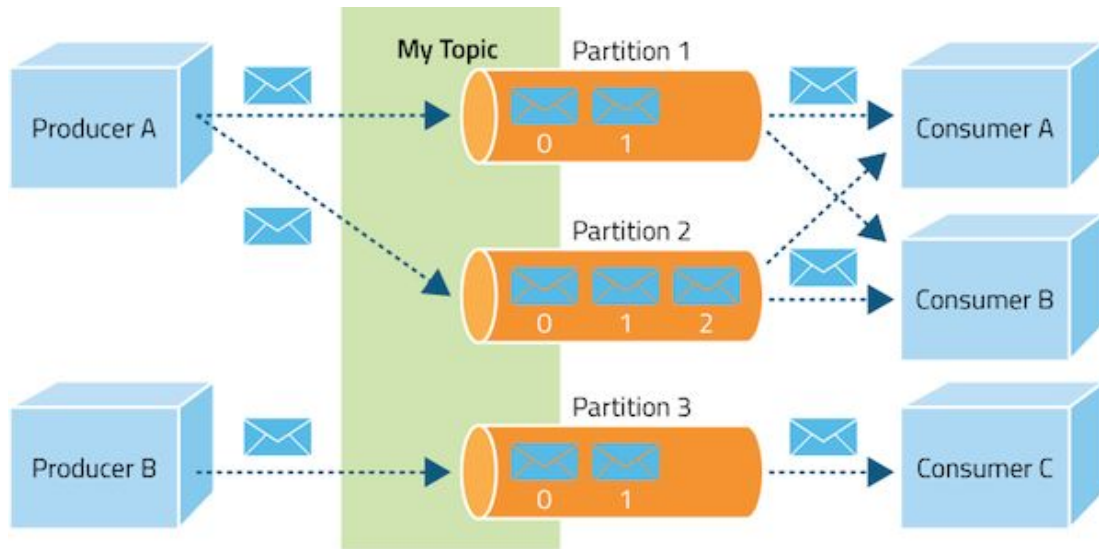 My Topic
Partition 1
Producer A
0 1
Consumer A
Partition 2
0 1 2
Consumer B
Partition 3
Producer B
0 1
Consumer C